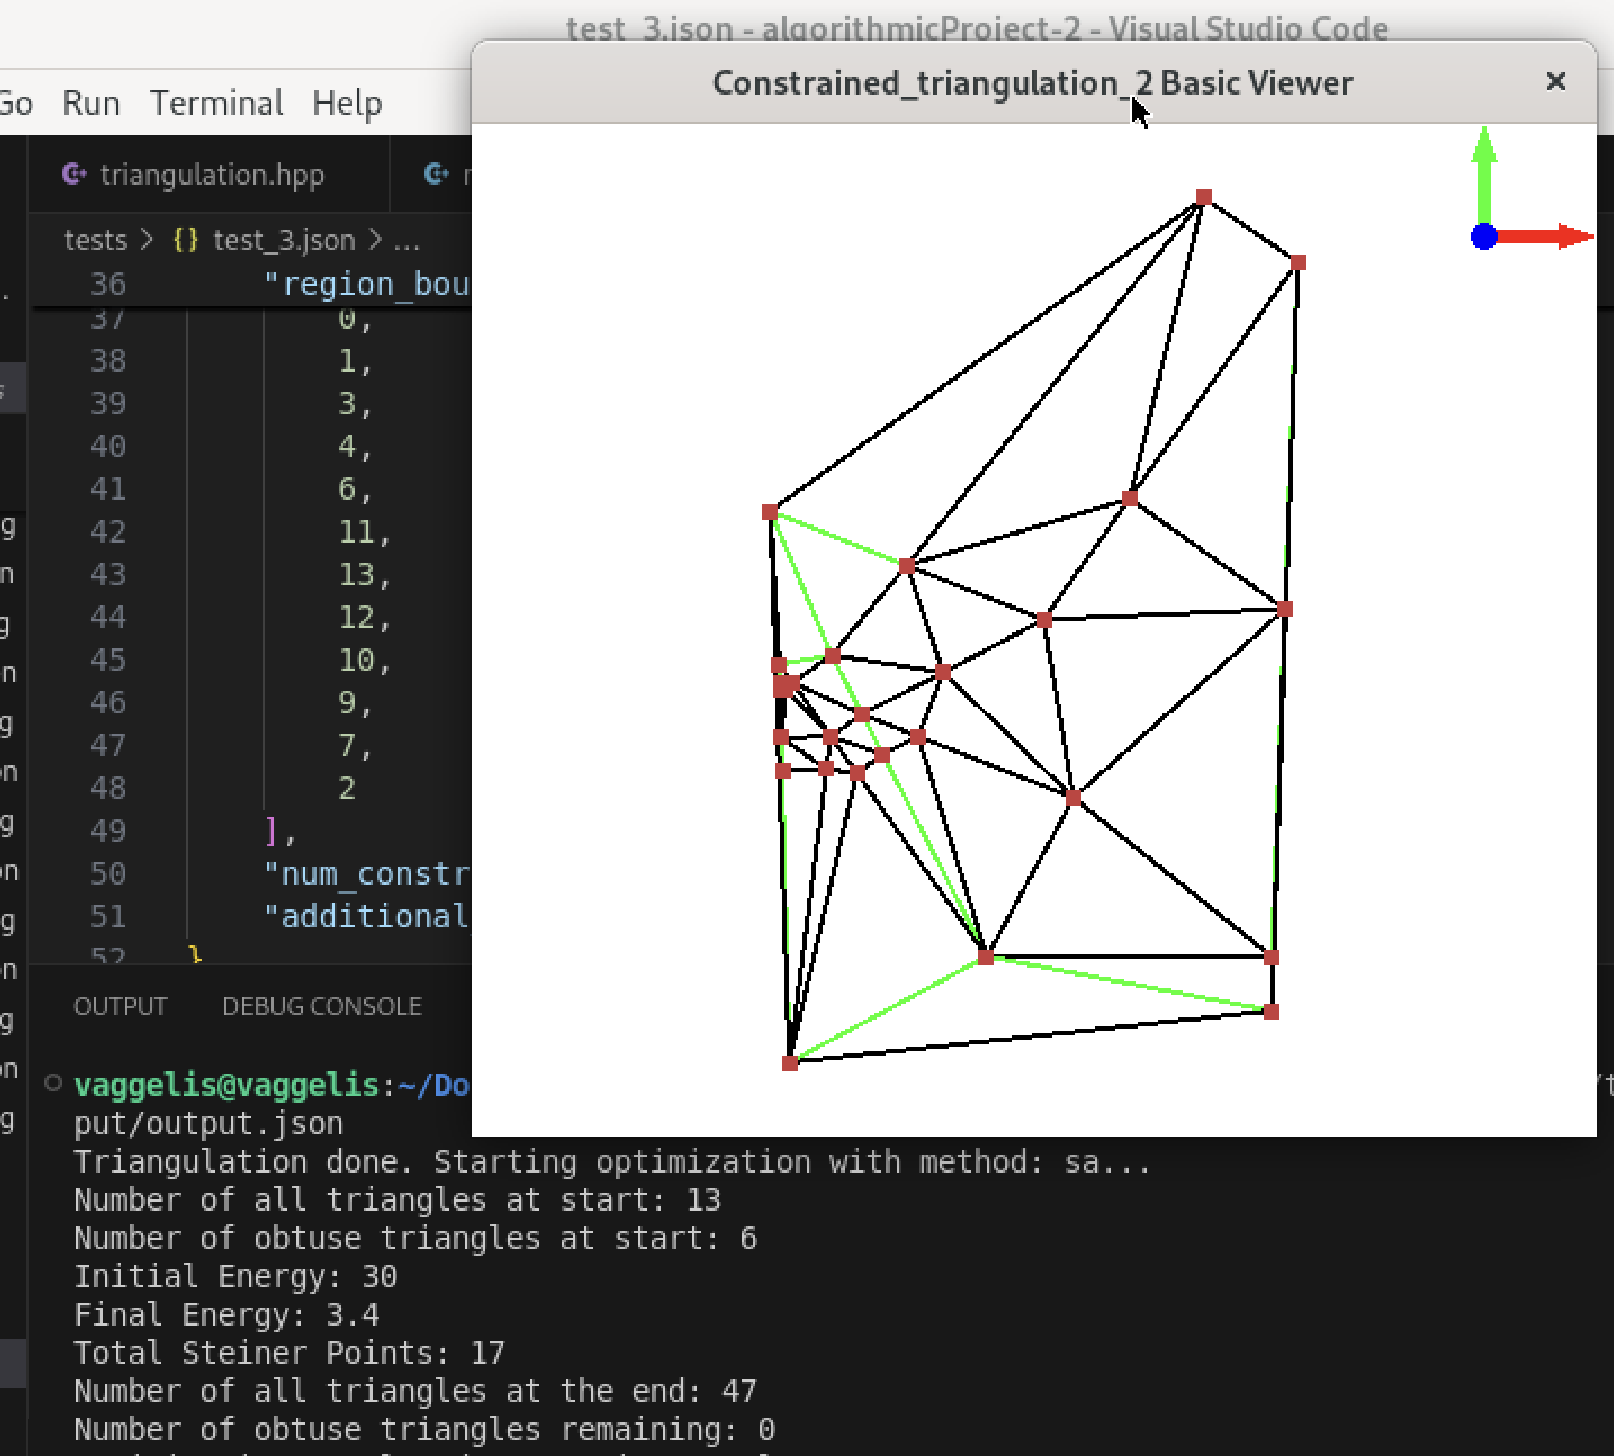 test_3.json - algorithmicProject-2 - Visual Studio Code
Constrained_triangulation_2 Basic Viewer
Go Run Terminal Help
triangulation.hpp
tests > {} test_3.json > ...
36 "region_bou
37 0,
38 1,
39 3,
40 4,
41 6,
42 11,
43 13,
44 12,
45 10,
46 9,
47 7,
48 2
49 ],
50 "num_constr
51 "additional
52 }
OUTPUT DEBUG CONSOLE
vaggelis@vaggelis:~/Do
put/output.json
Triangulation done. Starting optimization with method: sa...
Number of all triangles at start: 13
Number of obtuse triangles at start: 6
Initial Energy: 30
Final Energy: 3.4
Total Steiner Points: 17
Number of all triangles at the end: 47
Number of obtuse triangles remaining: 0